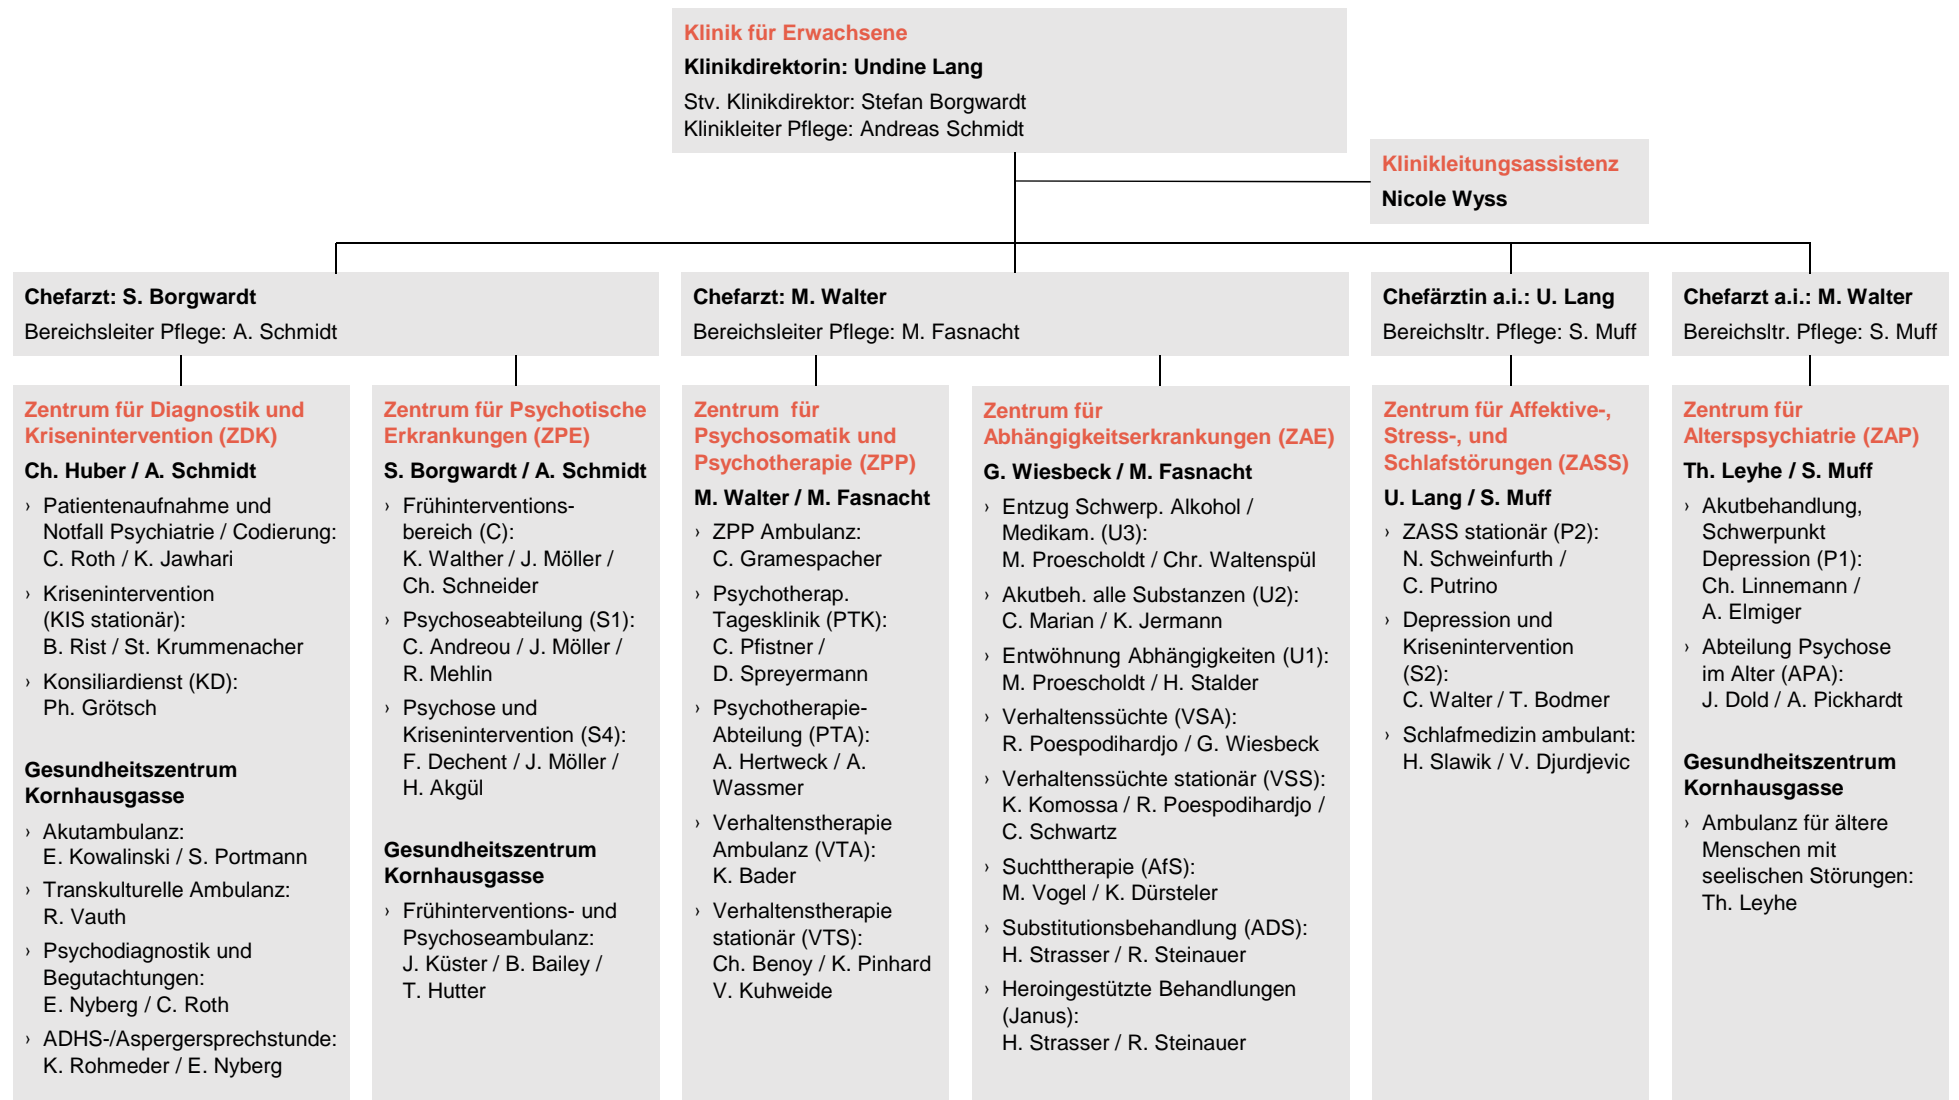 Klinik für Erwachsene
Klinikdirektorin: Undine Lang
Stv. Klinikdirektor: Stefan Borgwardt
Klinikleiter Pflege: Andreas Schmidt
Klinikleitungsassistenz
Nicole Wyss
Chefarzt: S. Borgwardt
Bereichsleiter Pflege: A. Schmidt
Chefarzt: M. Walter
Bereichsleiter Pflege: M. Fasnacht
Chefärztin a.i.: U. Lang
Bereichsltr. Pflege: S. Muff
Chefarzt a.i.: M. Walter
Bereichsltr. Pflege: S. Muff
Zentrum für Diagnostik und
Krisenintervention (ZDK)
Ch. Huber / A. Schmidt
› Patientenaufnahme und
Notfall Psychiatrie / Codierung:
C. Roth / K. Jawhari
› Krisenintervention
(KIS stationär):
B. Rist / St. Krummenacher
› Konsiliardienst (KD):
Ph. Grötsch
Gesundheitszentrum
Kornhausgasse
› Akutambulanz:
E. Kowalinski / S. Portmann
› Transkulturelle Ambulanz:
R. Vauth
› Psychodiagnostik und
Begutachtungen:
E. Nyberg / C. Roth
› ADHS-/Aspergersprechstunde:
K. Rohmeder / E. Nyberg
Zentrum für Psychotische
Erkrankungen (ZPE)
S. Borgwardt / A. Schmidt
› Frühinterventions-
bereich (C):
K. Walther / J. Möller /
Ch. Schneider
› Psychoseabteilung (S1):
C. Andreou / J. Möller /
R. Mehlin
› Psychose und
Krisenintervention (S4):
F. Dechent / J. Möller /
H. Akgül
Gesundheitszentrum
Kornhausgasse
› Frühinterventions- und
Psychoseambulanz:
J. Küster / B. Bailey /
T. Hutter
Zentrum für
Psychosomatik und
Psychotherapie (ZPP)
M. Walter / M. Fasnacht
› ZPP Ambulanz:
C. Gramespacher
› Psychotherap.
Tagesklinik (PTK):
C. Pfistner /
D. Spreyermann
› Psychotherapie-
Abteilung (PTA):
A. Hertweck / A.
Wassmer
› Verhaltenstherapie
Ambulanz (VTA):
K. Bader
› Verhaltenstherapie
stationär (VTS):
Ch. Benoy / K. Pinhard
V. Kuhweide
Zentrum für
Abhängigkeitserkrankungen (ZAE)
G. Wiesbeck / M. Fasnacht
› Entzug Schwerp. Alkohol /
Medikam. (U3):
M. Proescholdt / Chr. Waltenspül
› Akutbeh. alle Substanzen (U2):
C. Marian / K. Jermann
› Entwöhnung Abhängigkeiten (U1):
M. Proescholdt / H. Stalder
› Verhaltenssüchte (VSA):
R. Poespodihardjo / G. Wiesbeck
› Verhaltenssüchte stationär (VSS):
K. Komossa / R. Poespodihardjo /
C. Schwartz
› Suchttherapie (AfS):
M. Vogel / K. Dürsteler
› Substitutionsbehandlung (ADS):
H. Strasser / R. Steinauer
› Heroingestützte Behandlungen
(Janus):
H. Strasser / R. Steinauer
Zentrum für Affektive-,
Stress-, und
Schlafstörungen (ZASS)
U. Lang / S. Muff
› ZASS stationär (P2):
N. Schweinfurth /
C. Putrino
› Depression und
Krisenintervention
(S2):
C. Walter / T. Bodmer
› Schlafmedizin ambulant:
H. Slawik / V. Djurdjevic
Zentrum für
Alterspsychiatrie (ZAP)
Th. Leyhe / S. Muff
› Akutbehandlung,
Schwerpunkt
Depression (P1):
Ch. Linnemann /
A. Elmiger
› Abteilung Psychose
im Alter (APA):
J. Dold / A. Pickhardt
Gesundheitszentrum
Kornhausgasse
› Ambulanz für ältere
Menschen mit
seelischen Störungen:
Th. Leyhe